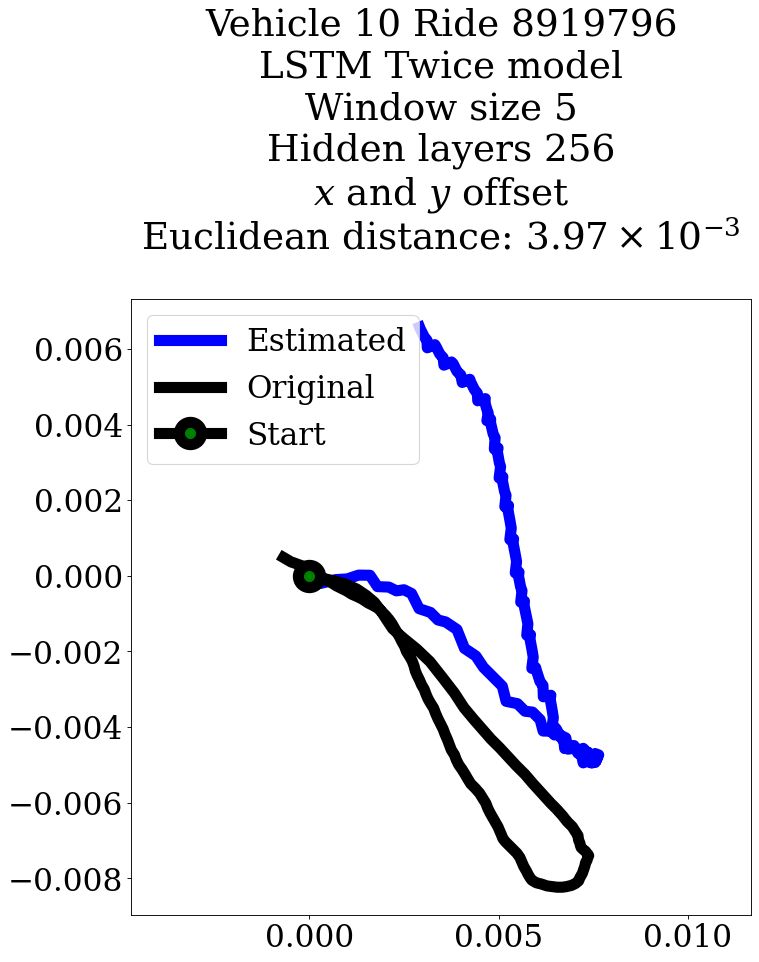 Vehicle 10 Ride 8919796
LSTM Twice model
Window size 5
Hidden layers 256
x and y offset
Euclidean distance: 3.97 × 10⁻³
Estimated
Original
Start
0.006
0.004
0.002
0.000
−0.002
−0.004
−0.006
−0.008
0.000 0.005 0.010